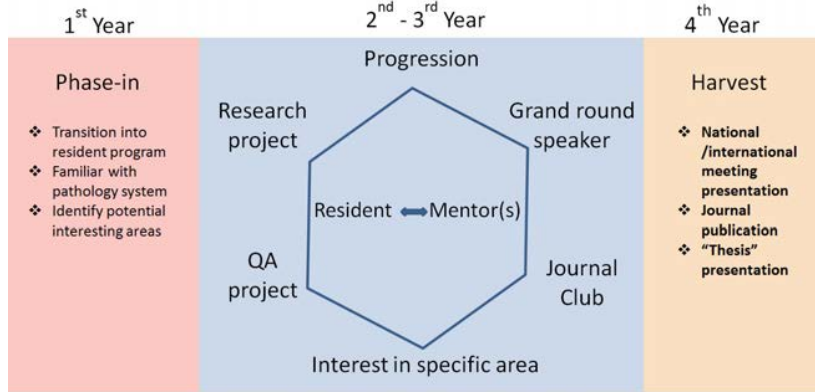 1st Year
2nd - 3rd Year
4th Year
Phase-in
❖ Transition into
resident program
❖ Familiar with
pathology system
❖ Identify potential
interesting areas
Progression
Research
project
Grand round
speaker
Resident
Mentor(s)
QA
project
Journal
Club
Interest in specific area
Harvest
❖ National
/international
meeting
presentation
❖ Journal
publication
❖ “Thesis”
presentation